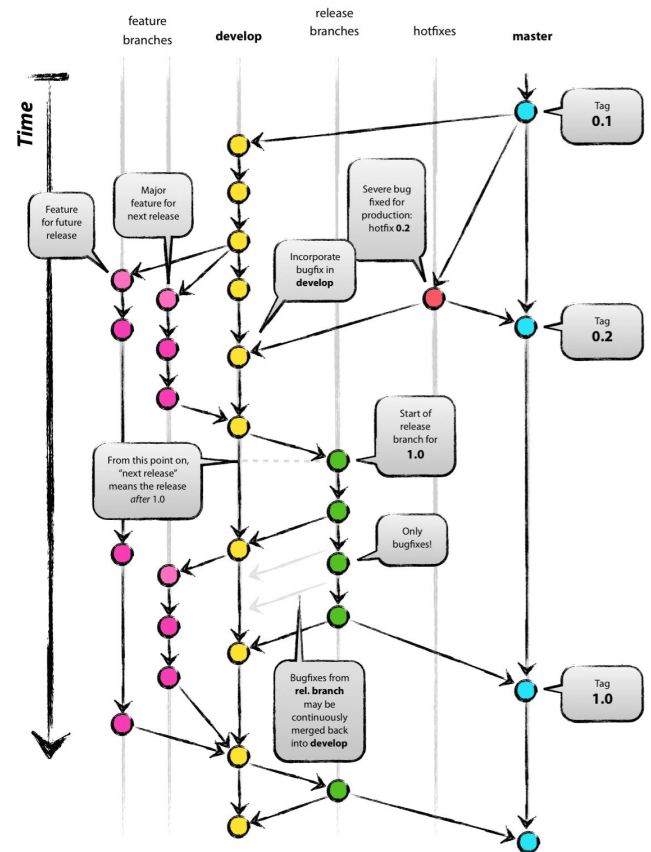 feature
branches
develop
release
branches
hotfixes
master
Time
Tag
0.1
Feature
for future
release
Major
feature for
next release
Severe bug
fixed for
production:
hotfix 0.2
Incorporate
bugfix in
develop
Tag
0.2
Start of
release
branch for
1.0
From this point on,
“next release”
means the release
after 1.0
Only
bugfixes!
Bugfixes from
rel. branch
may be
continuously
merged back
into develop
Tag
1.0